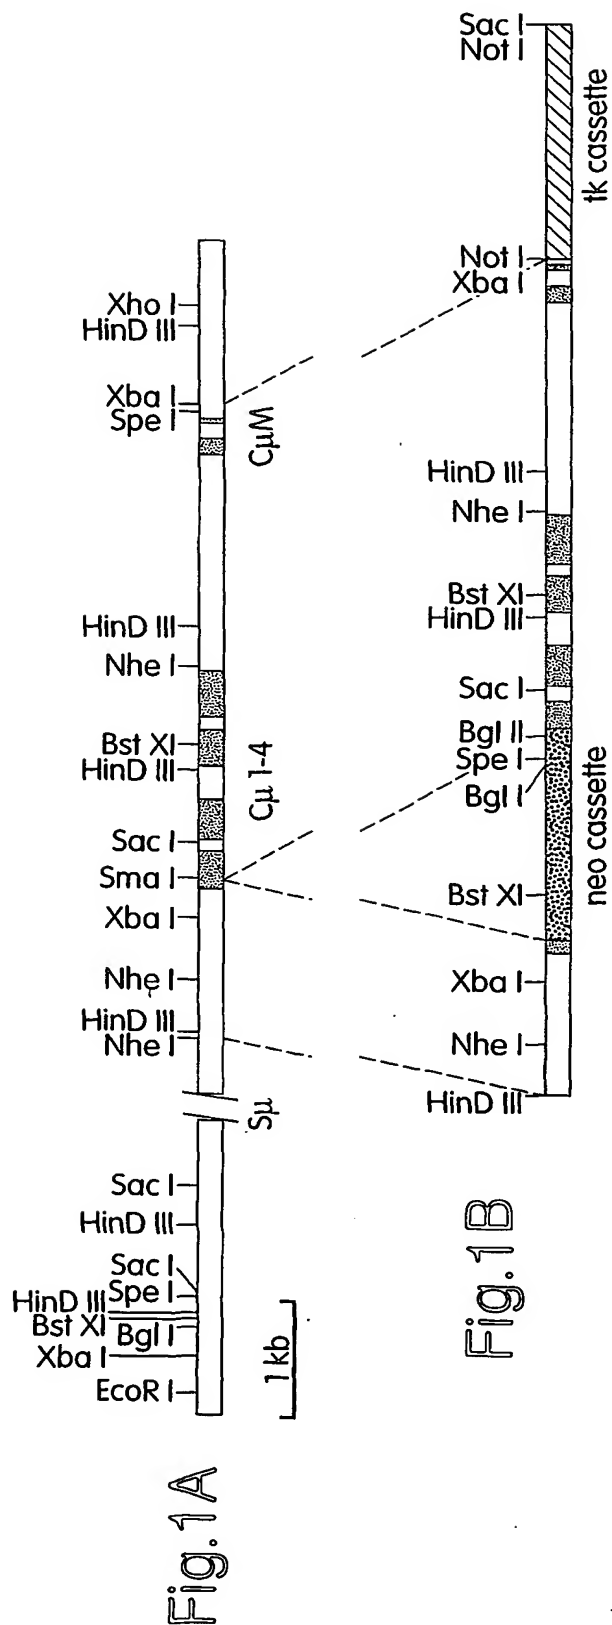 Xho I
HinD III
Xba I
Spe I
CμM
HinD III
Nhe I
Bst XI
HinD III
Cμ 1-4
Sac I
Sma I
Xba I
Nhe I
HinD III
Nhe I
Sμ
Sac I
HinD III
Sac I
Spe I
HinD III
Bst XI
Bgl I
Xba I
EcoR I
1 kb
Fig. 1A
Sac I
Not I
tk cassette
Not I
Xba I
HinD III
Nhe I
Bst XI
HinD III
Sac I
Bgl II
Spe I
Bgl I
neo cassette
Bst XI
Xba I
Nhe I
HinD III
Fig. 1B